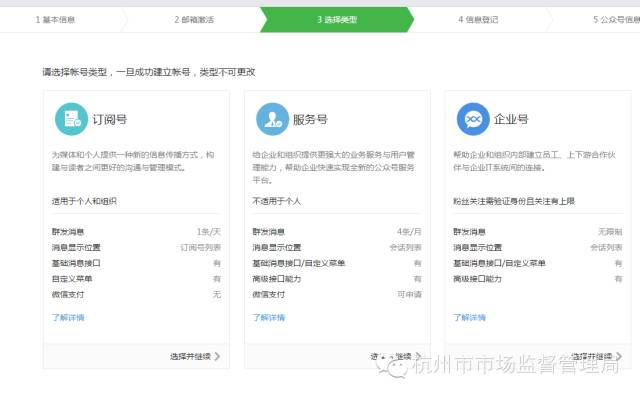 1 基本信息
2 邮箱激活
3 选择类型
4 信息登记
5 公众号信息
请选择帐号类型，一旦成功建立帐号，类型不可更改
订阅号
为媒体和个人提供一种新的信息传播方式，构
建与读者之间更好的沟通与管理模式。
适用于个人和组织
群发消息 1条/天
消息显示位置 订阅号列表
基础消息接口 有
自定义菜单 有
微信支付 无
了解详情
选择并继续
服务号
给企业和组织提供更强大的业务服务与用户管
理能力，帮助企业快速实现全新的公众号服务
平台。
不适用于个人
群发消息 4条/月
消息显示位置 会话列表
基础消息接口/自定义菜单 有
高级接口能力 有
微信支付 可申请
了解详情
选择并继续
企业号
帮助企业和组织内部建立员工、上下游合作伙
伴与企业IT系统间的连接。
粉丝关注需验证身份且关注有上限
群发消息 无限制
消息显示位置 会话列表
基础消息接口/自定义菜单 有
高级接口能力 有
了解详情
选择并继续
杭州市市场监督管理局